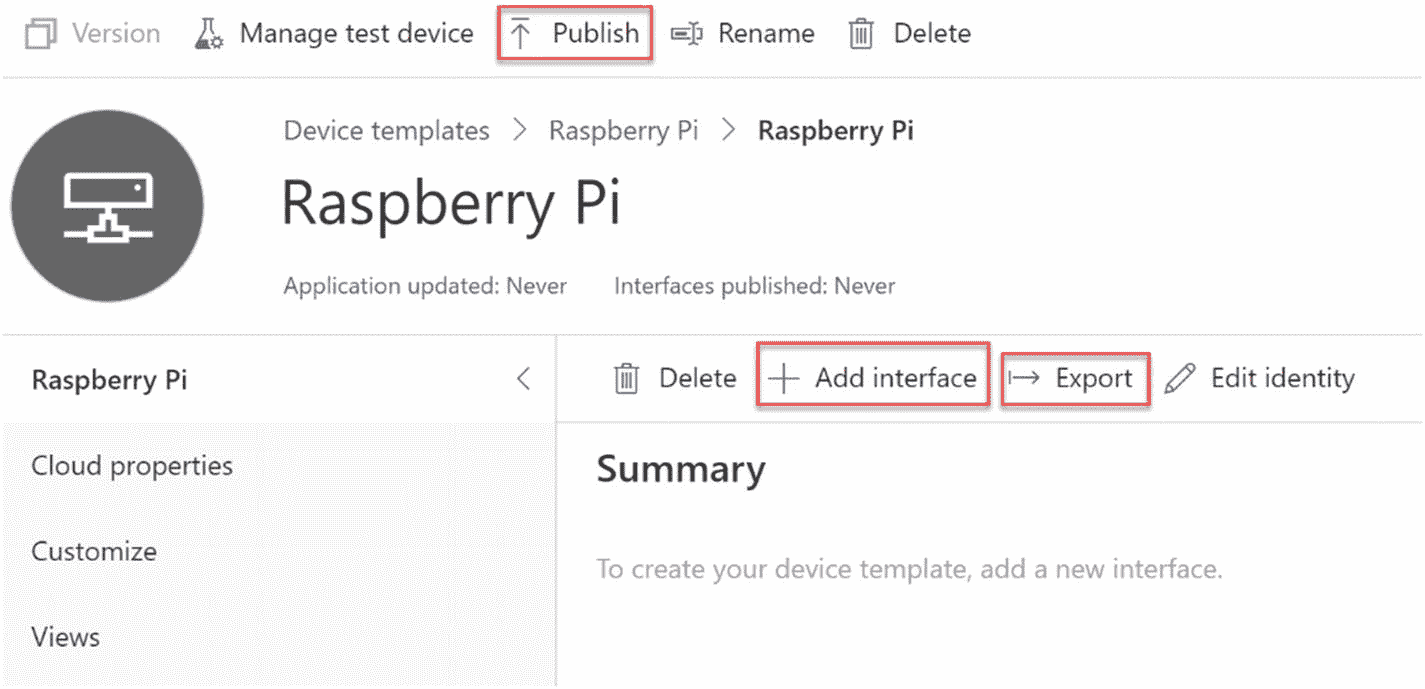 Version Manage test device Publish Rename Delete
Device templates > Raspberry Pi > Raspberry Pi
Raspberry Pi
Application updated: Never Interfaces published: Never
Raspberry Pi
Delete Add interface Export Edit identity
Cloud properties
Customize
Views
Summary
To create your device template, add a new interface.